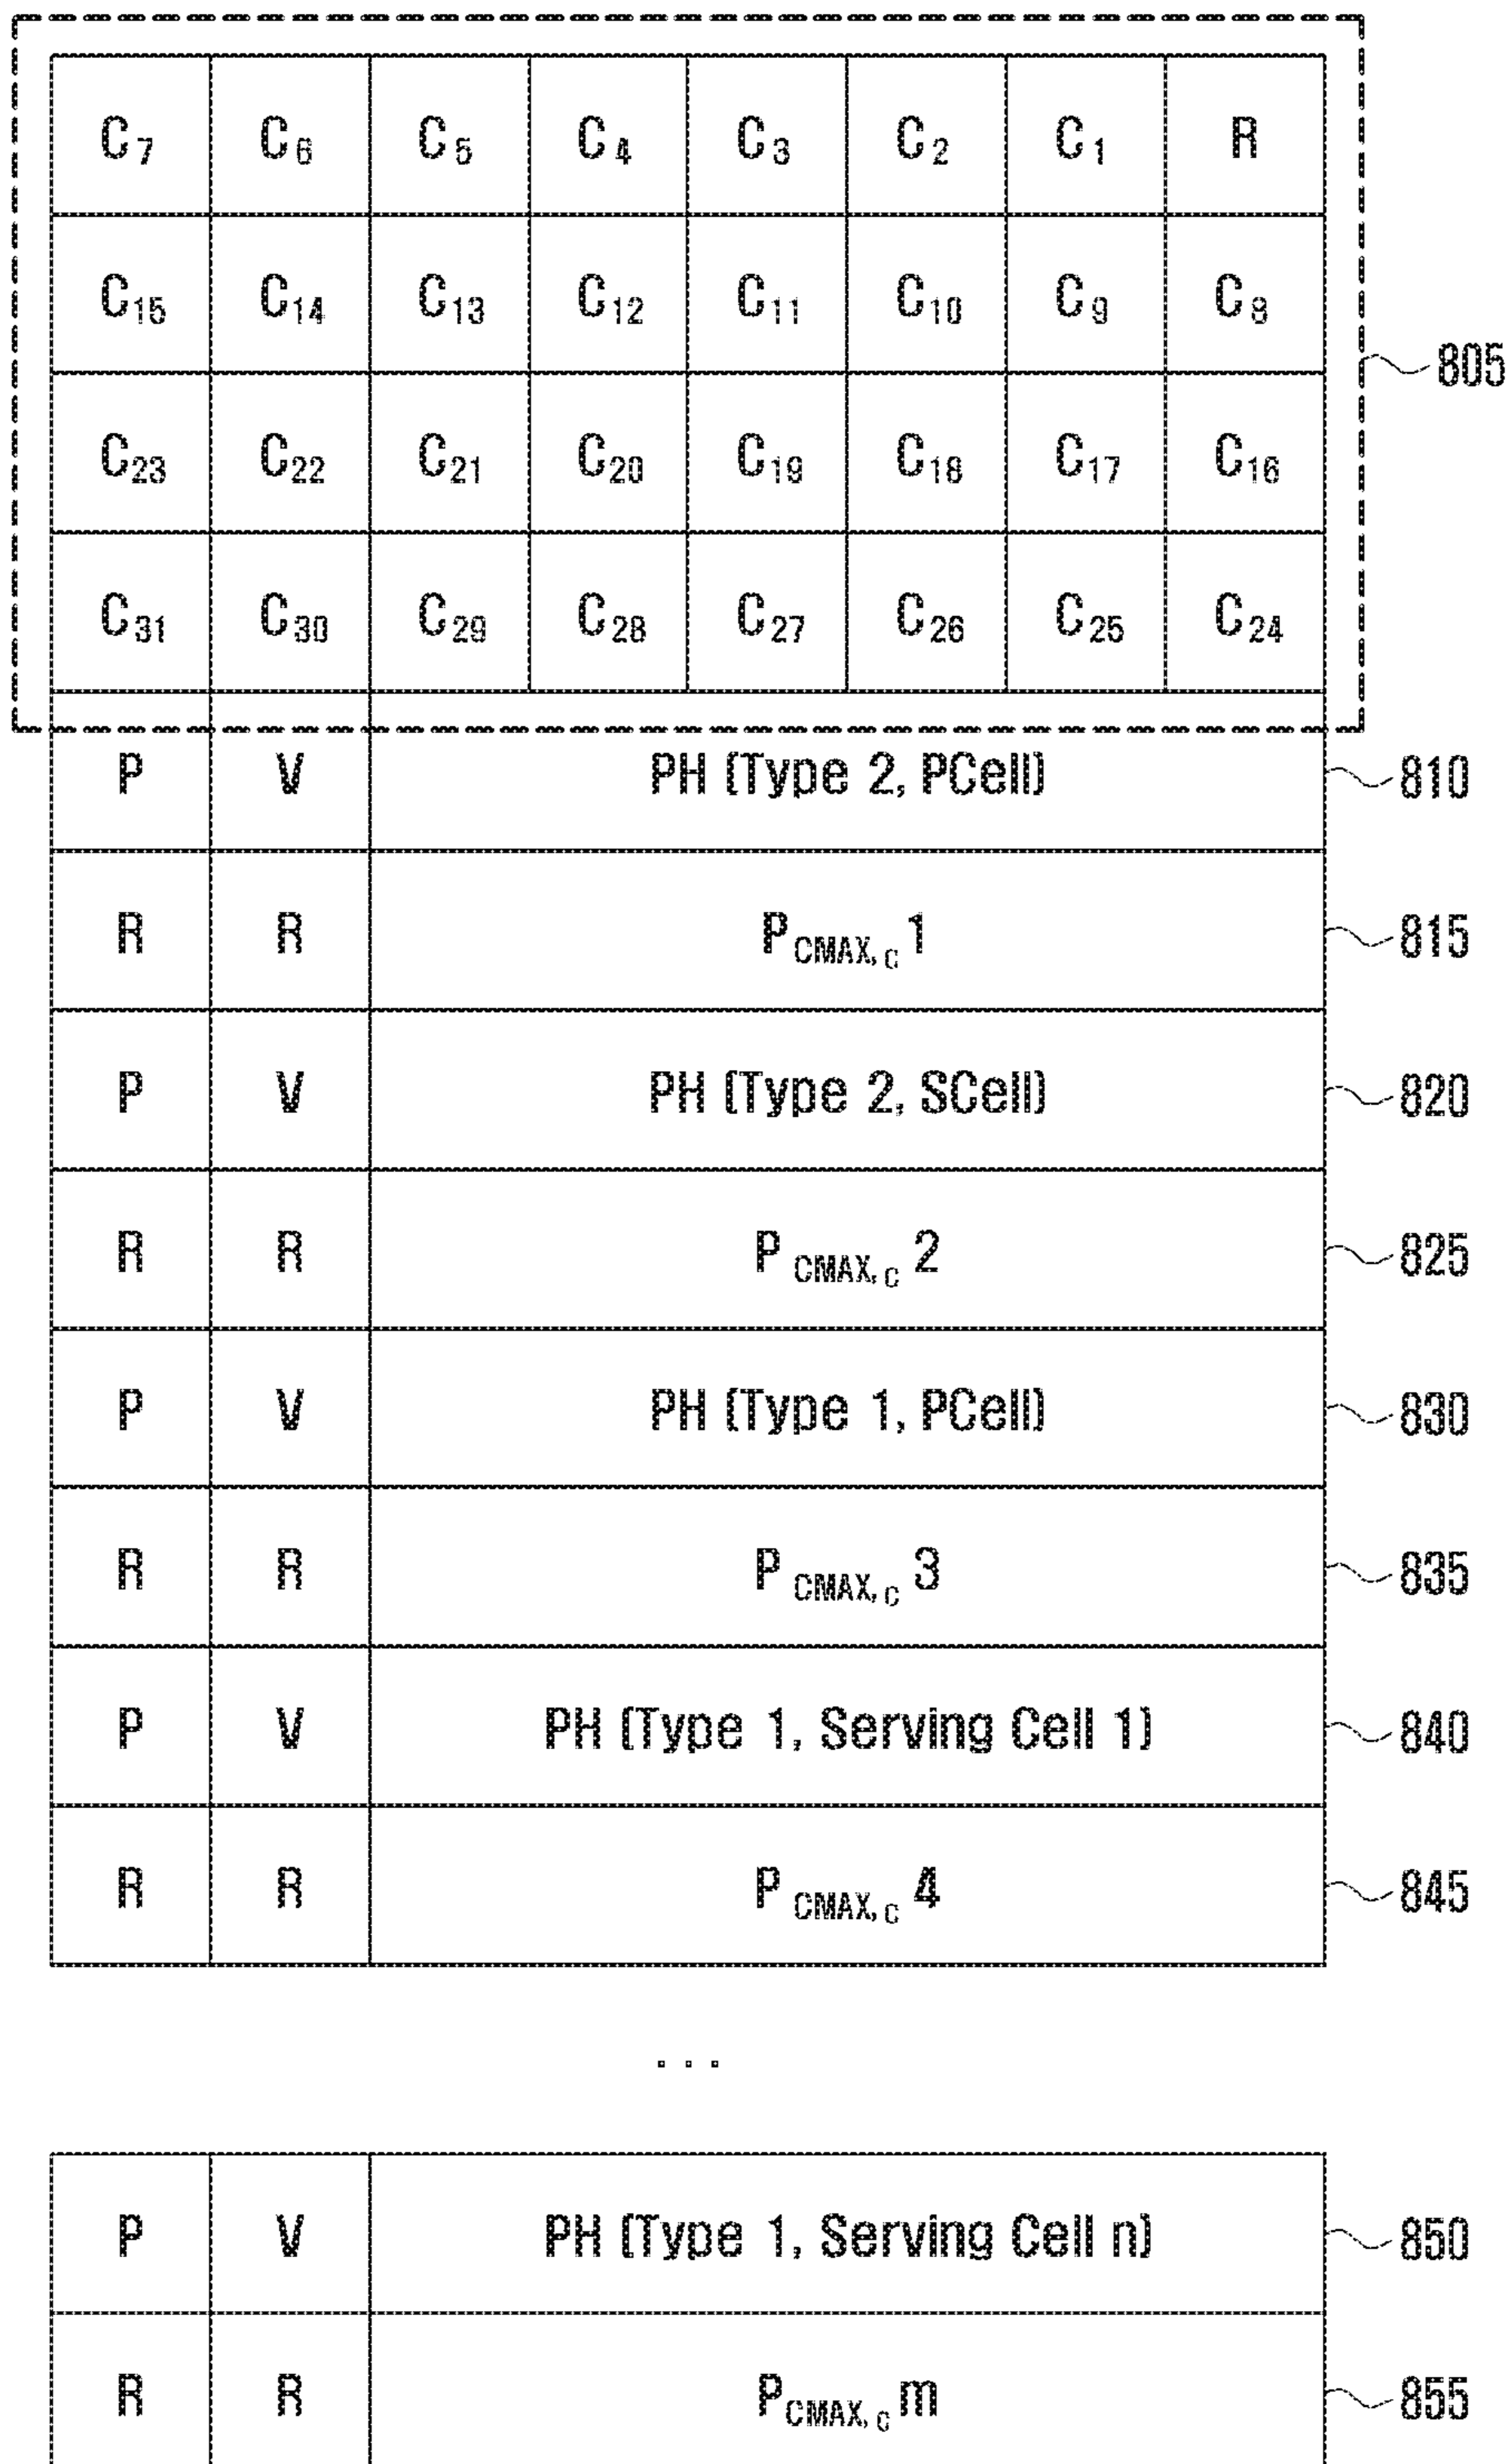 C7 C6 C5 C4 C3 C2 C1 R
C15 C14 C13 C12 C11 C10 C9 C8
805
C23 C22 C21 C20 C19 C18 C17 C16
C31 C30 C29 C28 C27 C26 C25 C24
P V PH (Type 2, PCell) 810
R R PCMAX,c 1 815
P V PH (Type 2, SCell) 820
R R PCMAX,c 2 825
P V PH (Type 1, PCell) 830
R R PCMAX,c 3 835
P V PH (Type 1, Serving Cell 1) 840
R R PCMAX,c 4 845
...
P V PH (Type 1, Serving Cell n) 850
R R PCMAX,c m 855